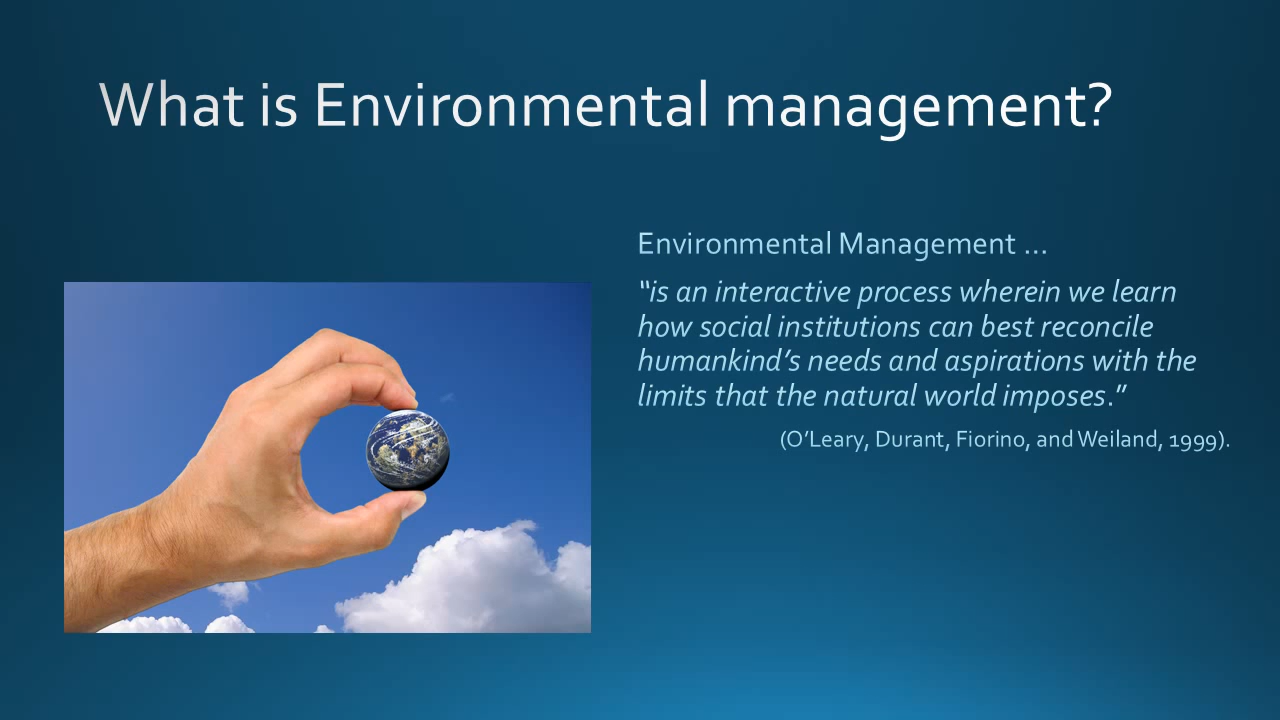 What is Environmental management?
Environmental Management …
“is an interactive process wherein we learn
how social institutions can best reconcile
humankind’s needs and aspirations with the
limits that the natural world imposes.”
(O’Leary, Durant, Fiorino, and Weiland, 1999).